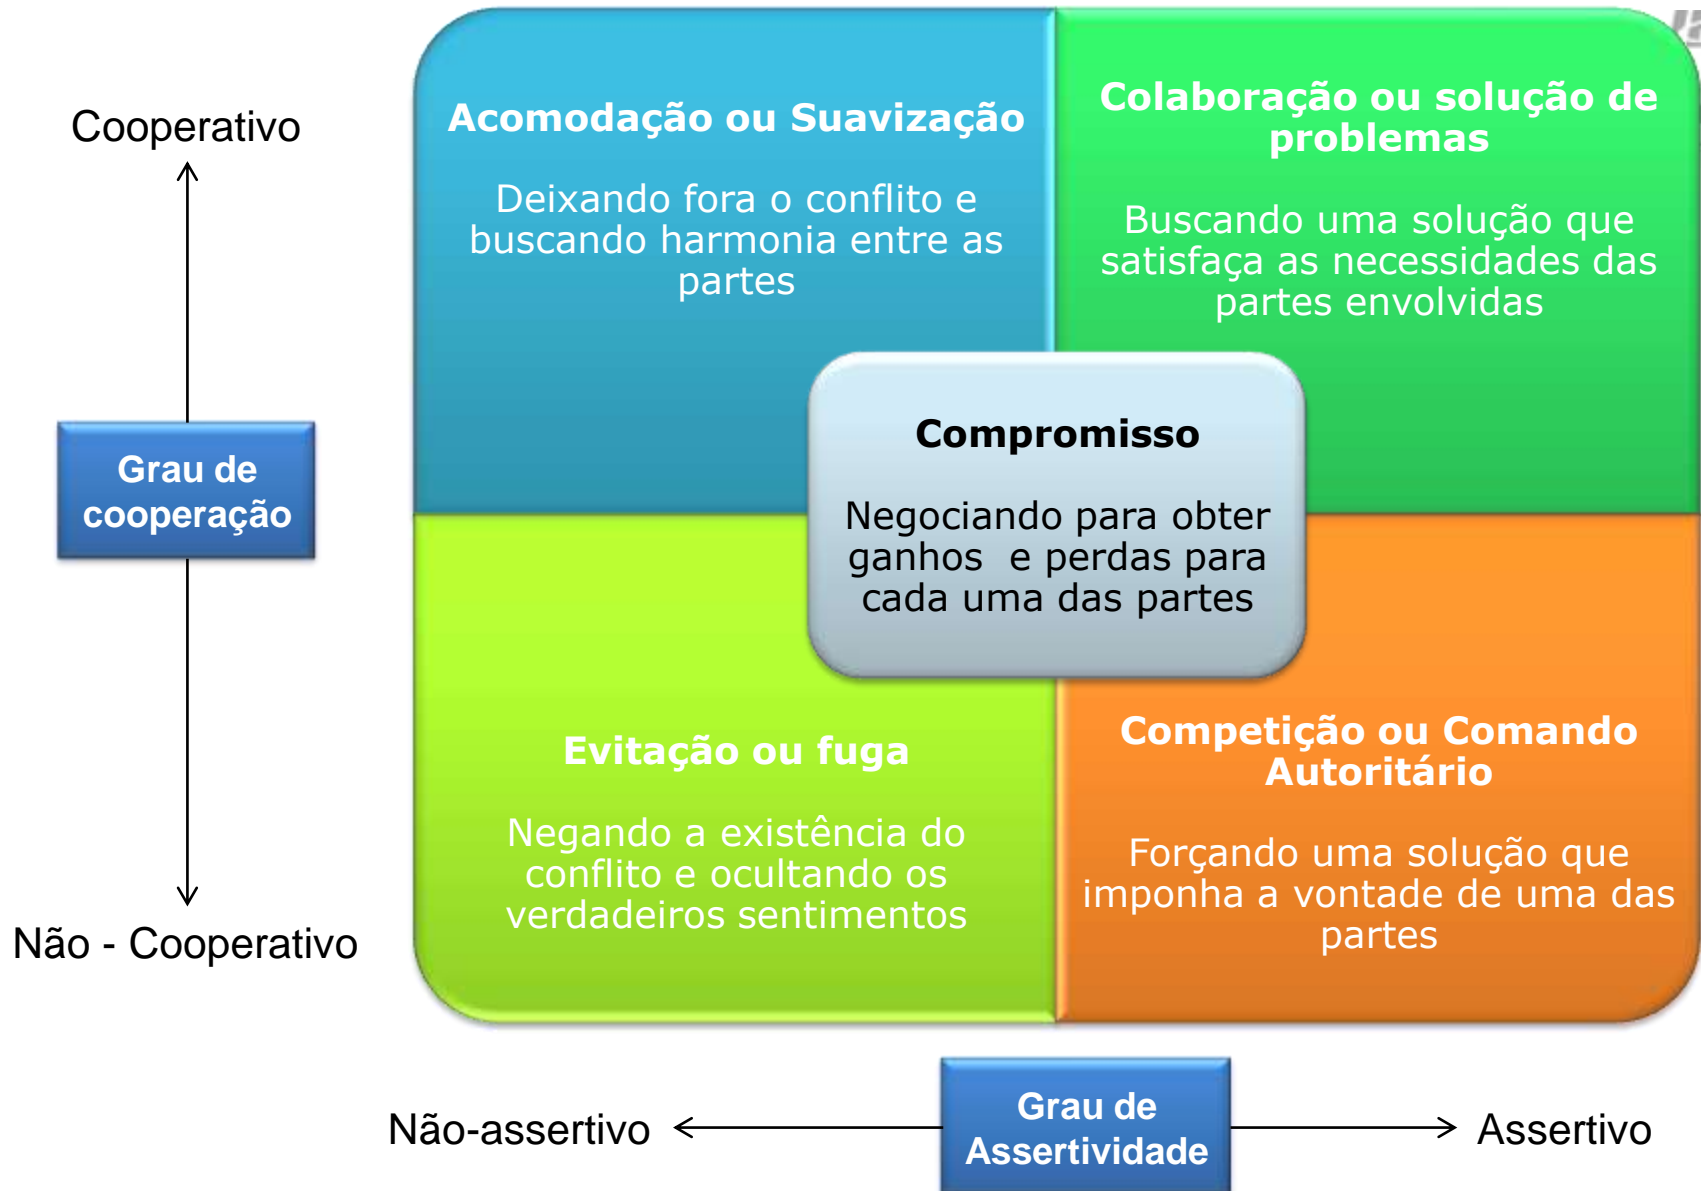 Cooperativo
Grau de
cooperação
Não - Cooperativo
Acomodação ou Suavização
Deixando fora o conflito e
buscando harmonia entre as
partes
Colaboração ou solução de
problemas
Buscando uma solução que
satisfaça as necessidades das
partes envolvidas
Compromisso
Negociando para obter
ganhos e perdas para
cada uma das partes
Evitação ou fuga
Negando a existência do
conflito e ocultando os
verdadeiros sentimentos
Competição ou Comando
Autoritário
Forçando uma solução que
imponha a vontade de uma das
partes
Não-assertivo
Grau de
Assertividade
Assertivo